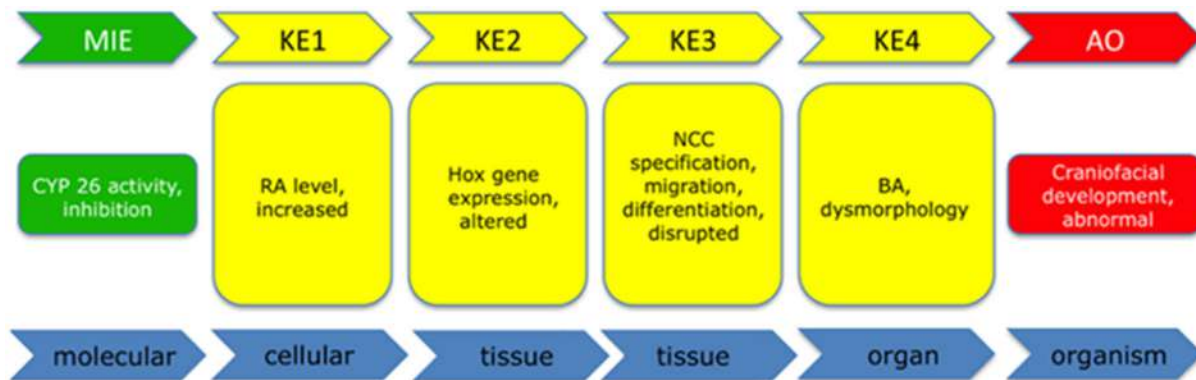 MIE KE1 KE2 KE3 KE4 AO
CYP 26 activity,
inhibition
RA level,
increased
Hox gene
expression,
altered
NCC
specification,
migration,
differentiation,
disrupted
BA,
dysmorphology
Craniofacial
development,
abnormal
molecular cellular tissue tissue organ organism